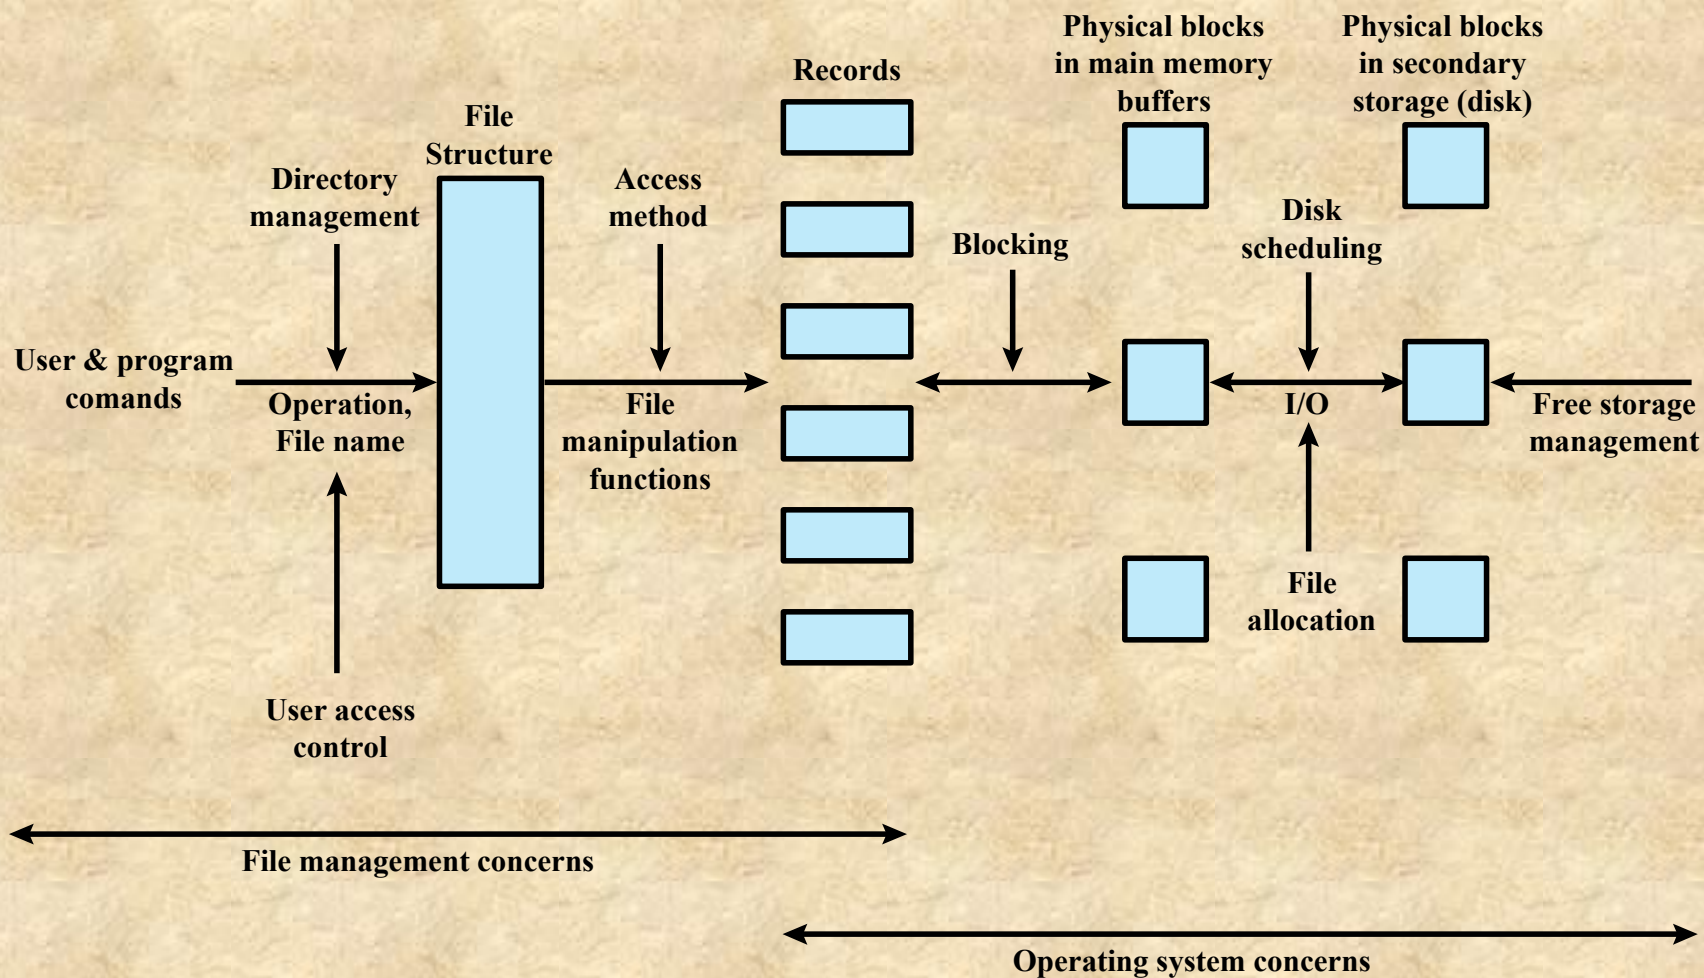 Physical blocks
in main memory
buffers
Physical blocks
in secondary
storage (disk)
Records
File
Structure
Directory
management
Access
method
Blocking
Disk
scheduling
User & program
comands
Operation,
File name
File
manipulation
functions
I/O
Free storage
management
File
allocation
User access
control
File management concerns
Operating system concerns